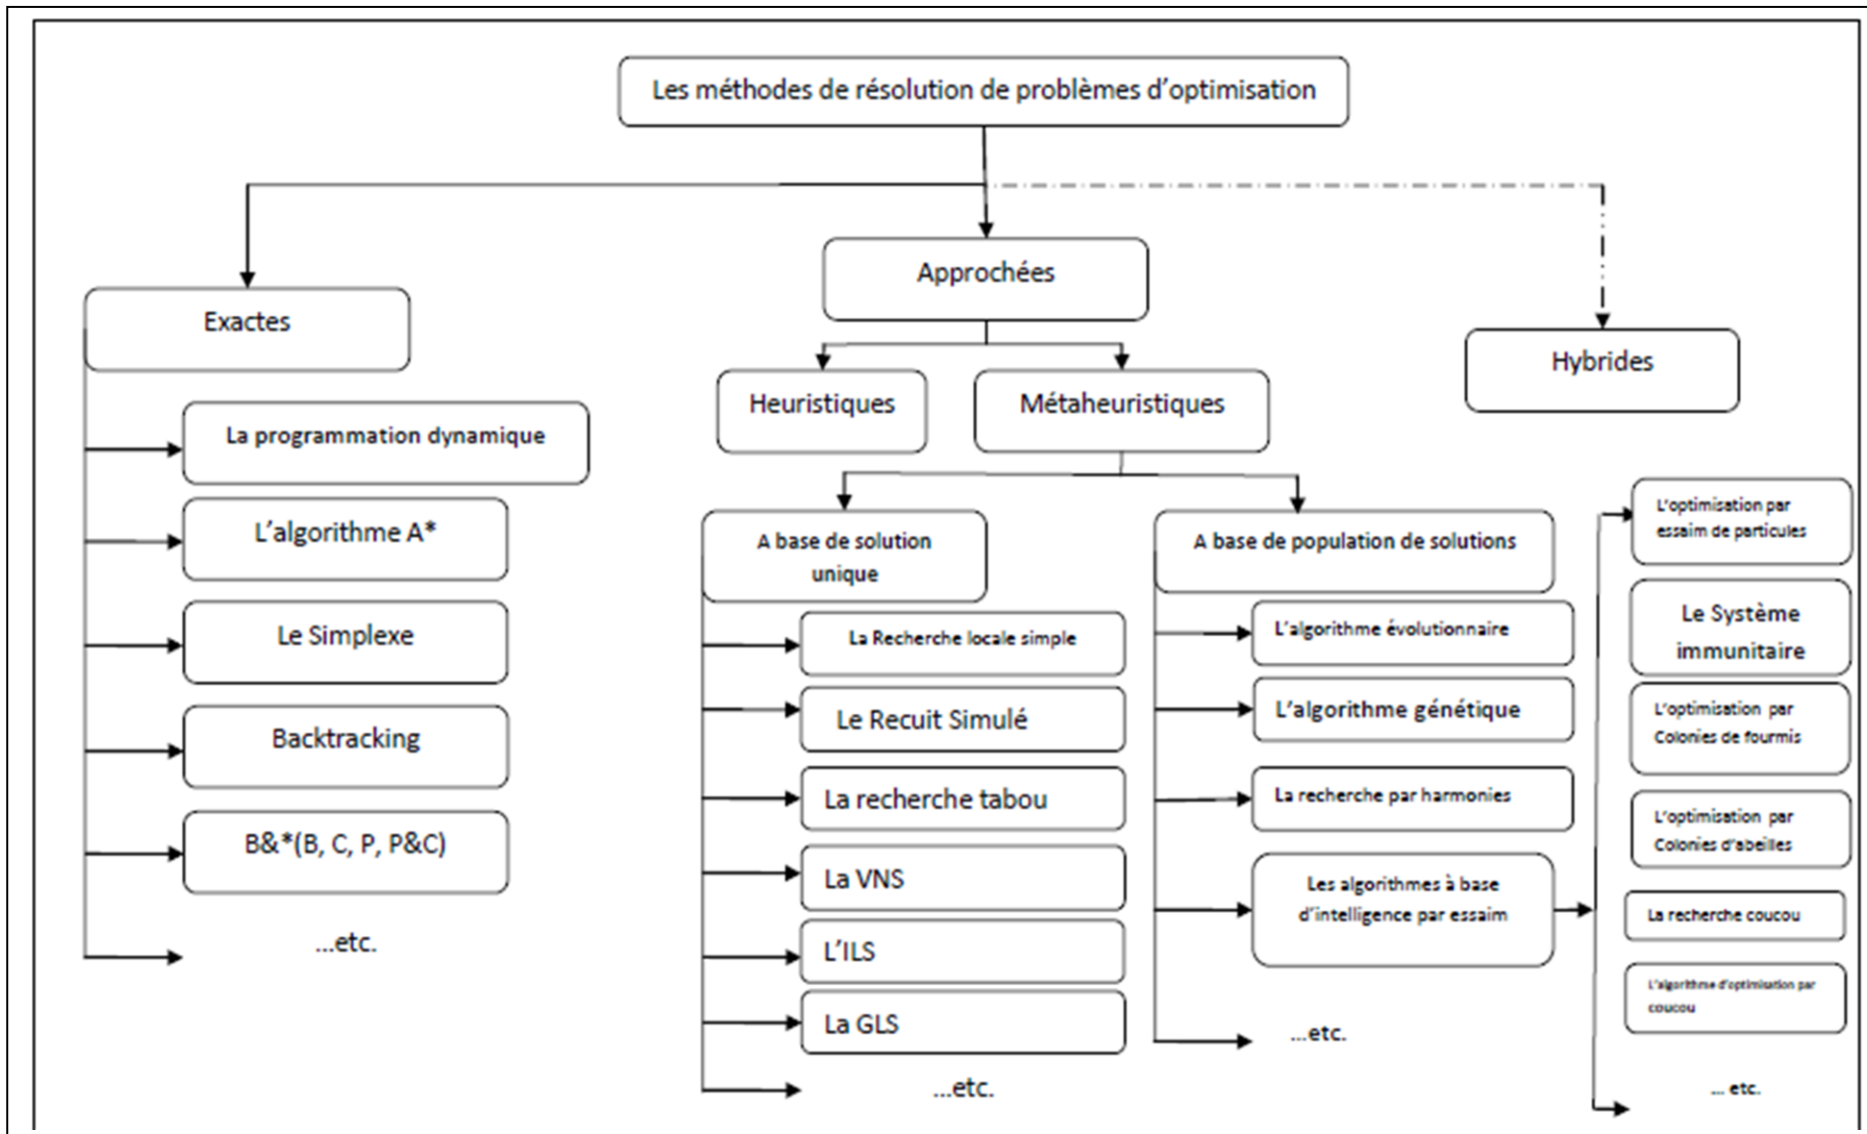 Les méthodes de résolution de problèmes d'optimisation
Approchées
Exactes
Hybrides
Heuristiques
Métaheuristiques
La programmation dynamique
L'algorithme A*
Le Simplexe
Backtracking
B&*(B, C, P, P&C)
...etc.
A base de solution
unique
La Recherche locale simple
Le Recuit Simulé
La recherche tabou
La VNS
L'ILS
La GLS
...etc.
A base de population de solutions
L'algorithme évolutionnaire
L'algorithme génétique
La recherche par harmonies
Les algorithmes à base
d'intelligence par essaim
...etc.
L'optimisation par
essaim de particules
Le Système
immunitaire
L'optimisation par
Colonies de fourmis
L'optimisation par
Colonies d'abeilles
La recherche coucou
L'algorithme d'optimisation par
coucou
... etc.